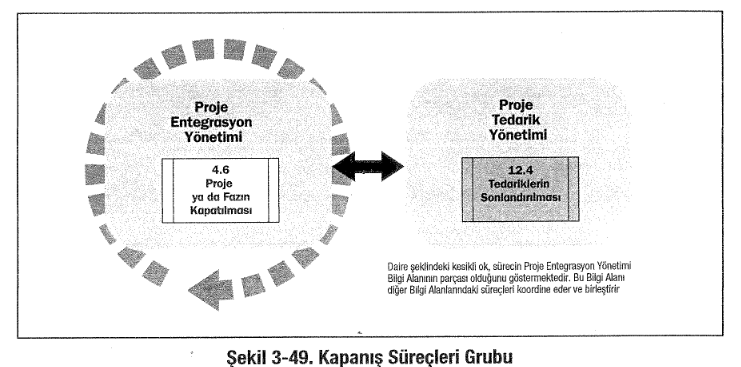 Proje
Entegrasyon
Yönetimi
4.6
Proje
ya da Fazın
Kapatılması
Proje
Tedarik
Yönetimi
12.4
Tedariklerin
Sonlandırılması
Daire şeklindeki kesikli ok, sürecin Proje Entegrasyon Yönetimi
Bilgi Alanının parçası olduğunu göstermektedir. Bu Bilgi Alanı
diğer Bilgi Alanlarındaki süreçleri koordine eder ve birleştirir
Şekil 3-49. Kapanış Süreçleri Grubu